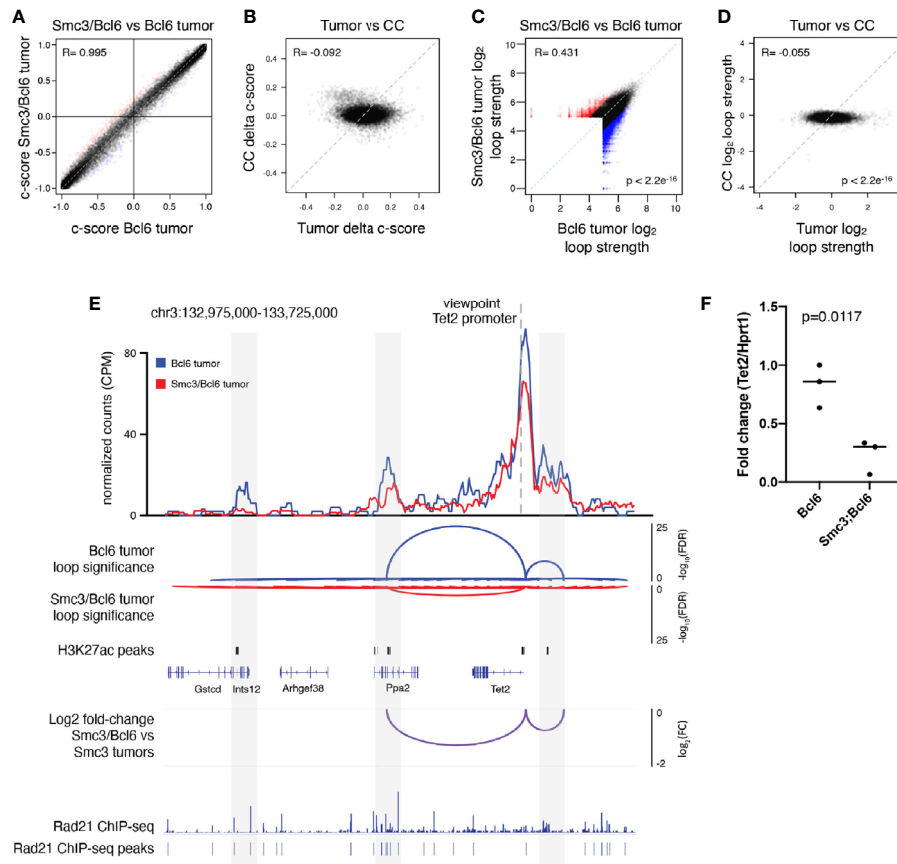 A
Smc3/Bcl6 vs Bcl6 tumor
R= 0.995
c-score Smc3/Bcl6 tumor
1.0
0.5
0.0
-0.5
-1.0
-1.0 -0.5 0.0 0.5 1.0
c-score Bcl6 tumor
B
Tumor vs CC
R= -0.092
CC delta c-score
0.4
0.2
0.0
-0.2
-0.4
-0.4 -0.2 0.0 0.2 0.4
Tumor delta c-score
C
Smc3/Bcl6 vs Bcl6 tumor
R= 0.431
Smc3/Bcl6 tumor log2
loop strength
10
8
6
4
2
0
p < 2.2e-16
0 2 4 6 8 10
Bcl6 tumor log2
loop strength
D
Tumor vs CC
R= -0.055
CC log2 loop strength
4
2
0
-2
-4
p < 2.2e-16
-4 -2 0 2
Tumor log2
loop strength
E
chr3:132,975,000-133,725,000
viewpoint
Tet2 promoter
normalized counts (CPM)
80
40
0
Bcl6 tumor
Smc3/Bcl6 tumor
Bcl6 tumor
loop significance
25
0
-log10(FDR)
Smc3/Bcl6 tumor
loop significance
0
25
-log10(FDR)
H3K27ac peaks
Gstcd Ints12 Arhgef38 Ppa2 Tet2
Log2 fold-change
Smc3/Bcl6 vs
Smc3 tumors
0
-2
log2(FC)
Rad21 ChIP-seq
Rad21 ChIP-seq peaks
F
p=0.0117
Fold change (Tet2/Hprt1)
1.5
1.0
0.5
0.0
Bcl6
Smc3;Bcl6